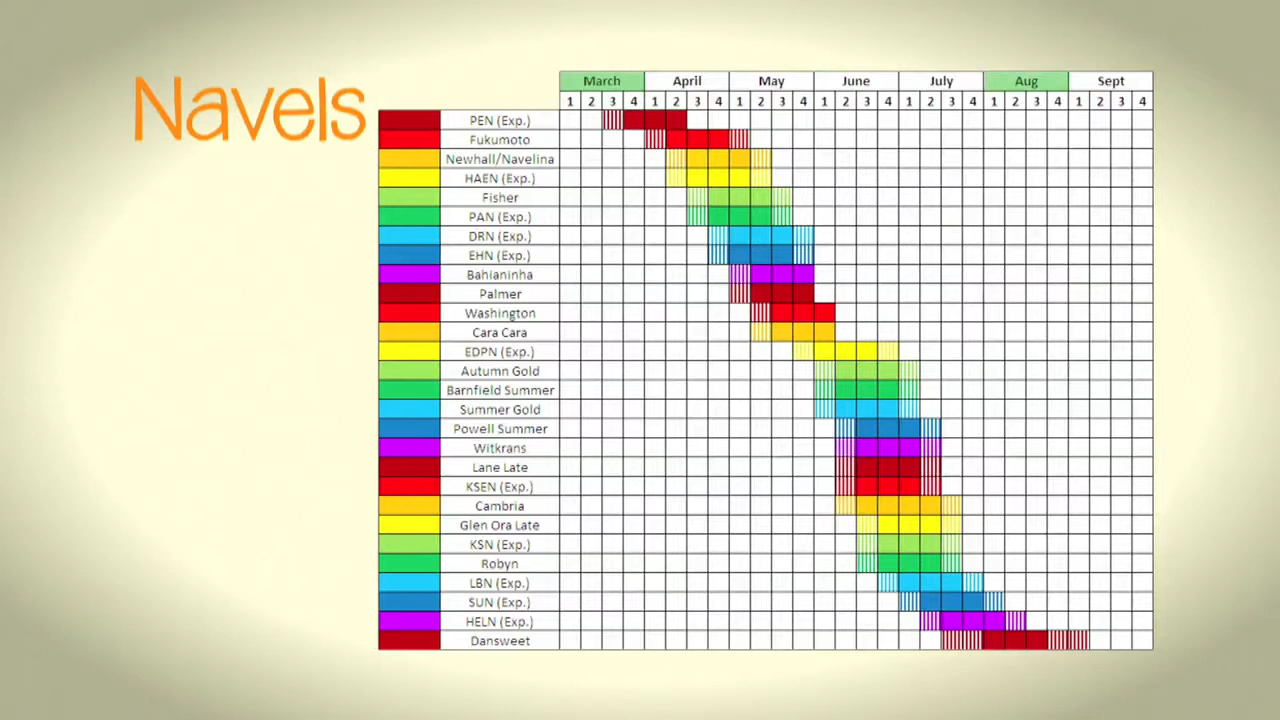 Navels
March April May June July Aug Sept
1 2 3 4 1 2 3 4 1 2 3 4 1 2 3 4 1 2 3 4 1 2 3 4 1 2 3 4
PEN (Exp.)
Fukumoto
Newhall/Navelina
HAEN (Exp.)
Fisher
PAN (Exp.)
DRN (Exp.)
EHN (Exp.)
Bahianinha
Palmer
Washington
Cara Cara
EDPN (Exp.)
Autumn Gold
Barnfield Summer
Summer Gold
Powell Summer
Witkrans
Lane Late
KSEN (Exp.)
Cambria
Glen Ora Late
KSN (Exp.)
Robyn
LBN (Exp.)
SUN (Exp.)
HELN (Exp.)
Dansweet